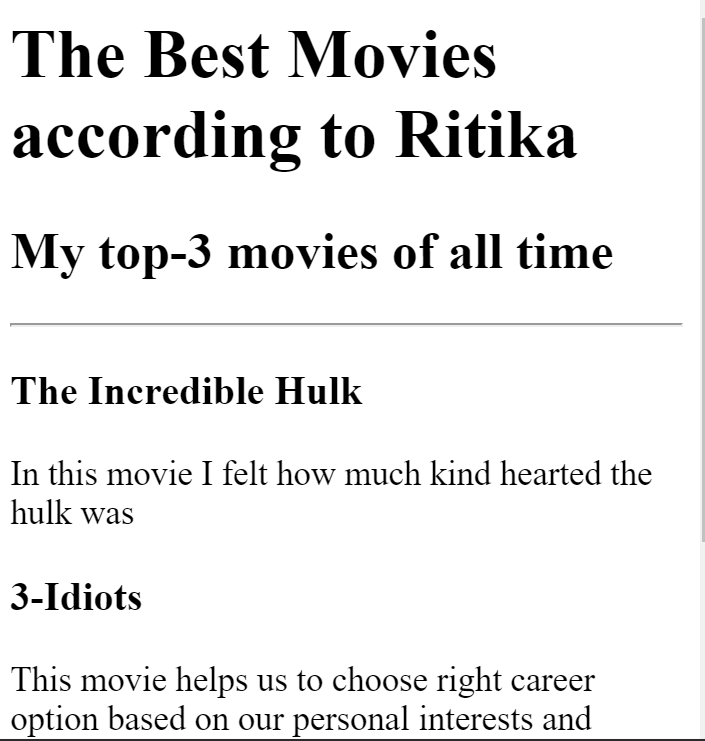 The Best Movies
according to Ritika
My top-3 movies of all time
The Incredible Hulk
In this movie I felt how much kind hearted the
hulk was
3-Idiots
This movie helps us to choose right career
option based on our personal interests and